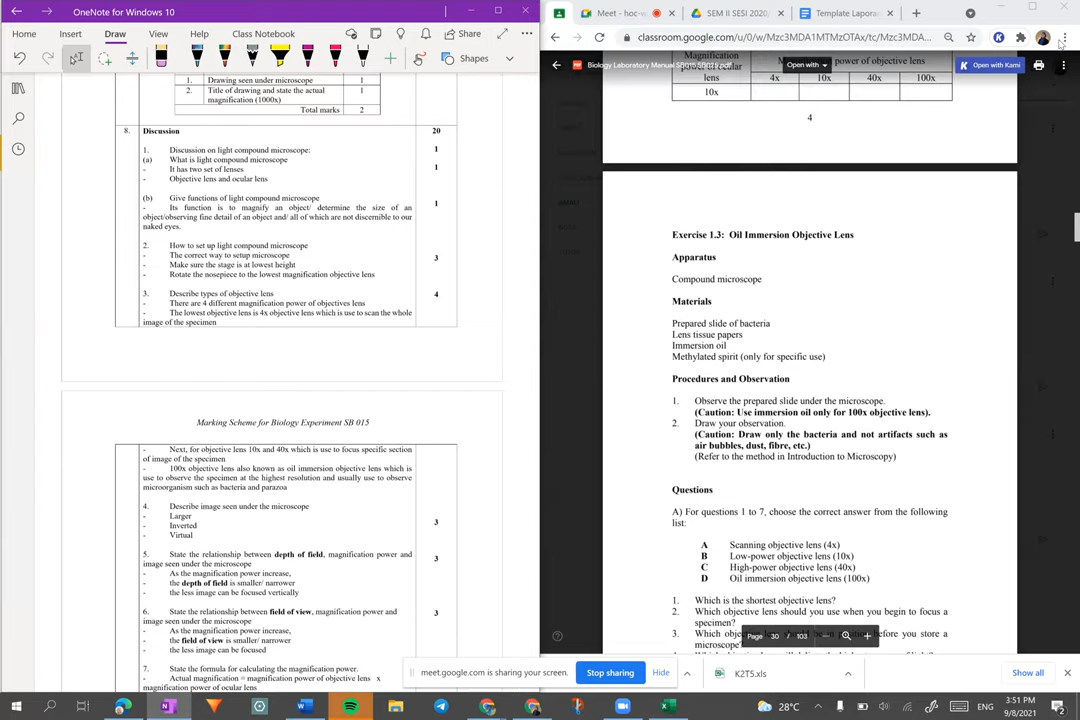 OneNote for Windows 10
Home Insert Draw View Help Class Notebook Share
Shapes
1. Drawing seen under microscope 1
2. Title of drawing and state the actual 1
magnification (1000x)
Total marks 2
8. Discussion 20
1. Discussion on light compound microscope: 1
(a) What is light compound microscope
- It has two set of lenses 1
- Objective lens and ocular lens
(b) Give functions of light compound microscope
- Its function is to magnify an object/ determine the size of an 1
object/observing fine detail of an object and/ all of which are not discernible to our
naked eyes.
2. How to set up light compound microscope
- The correct way to setup microscope 3
- Make sure the stage is at lowest height
- Rotate the nosepiece to the lowest magnification objective lens
3. Describe types of objective lens 4
- There are 4 different magnification power of objectives lens
- The lowest objective lens is 4x objective lens which is use to scan the whole
image of the specimen
Marking Scheme for Biology Experiment SB 015
- Next, for objective lens 10x and 40x which is use to focus specific section
of image of the specimen
- 100x objective lens also known as oil immersion objective lens which is
use to observe the specimen at the highest resolution and usually use to observe
microorganism such as bacteria and parazoa
4. Describe image seen under the microscope
- Larger 3
- Inverted
- Virtual
5. State the relationship between depth of field, magnification power and 3
image seen under the microscope
- As the magnification power increase,
- the depth of field is smaller/ narrower
- the less image can be focused vertically
6. State the relationship between field of view, magnification power and 3
image seen under the microscope
- As the magnification power increase,
- the field of view is smaller/ narrower
- the less image can be focused
7. State the formula for calculating the magnification power.
- Actual magnification = magnification power of objective lens x
magnification power of ocular lens
Meet - hoc-w
SEM II SESI 2020/
Template Lapora
classroom.google.com/u/0/w/Mzc3MDA1MTMzOTAx/tc/Mzc3MDA...
PDF Biology Laboratory Manual
Open with
Open with Kami
Magnification
lens 4x 10x 40x 100x
10x
4
Exercise 1.3: Oil Immersion Objective Lens
Apparatus
Compound microscope
Materials
Prepared slide of bacteria
Lens tissue papers
Immersion oil
Methylated spirit (only for specific use)
Procedures and Observation
1. Observe the prepared slide under the microscope.
(Caution: Use immersion oil only for 100x objective lens).
2. Draw your observation.
(Caution: Draw only the bacteria and not artifacts such as
air bubbles, dust, fibre, etc.)
(Refer to the method in Introduction to Microscopy)
Questions
A) For questions 1 to 7, choose the correct answer from the following
list:
A Scanning objective lens (4x)
B Low-power objective lens (10x)
C High-power objective lens (40x)
D Oil immersion objective lens (100x)
1. Which is the shortest objective lens?
2. Which objective lens should you use when you begin to focus a
specimen?
3. Which before you store a
microscope?
Page 30 / 103
meet.google.com is sharing your screen. Stop sharing Hide
K2T5.xls
Show all
28°C
3:51 PM
9/8/2021
2